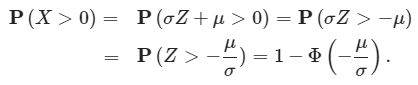 P (X > 0) = P (σZ + μ > 0) = P (σZ > −μ)
= P (Z > −μ/σ) = 1 − Φ (−μ/σ).